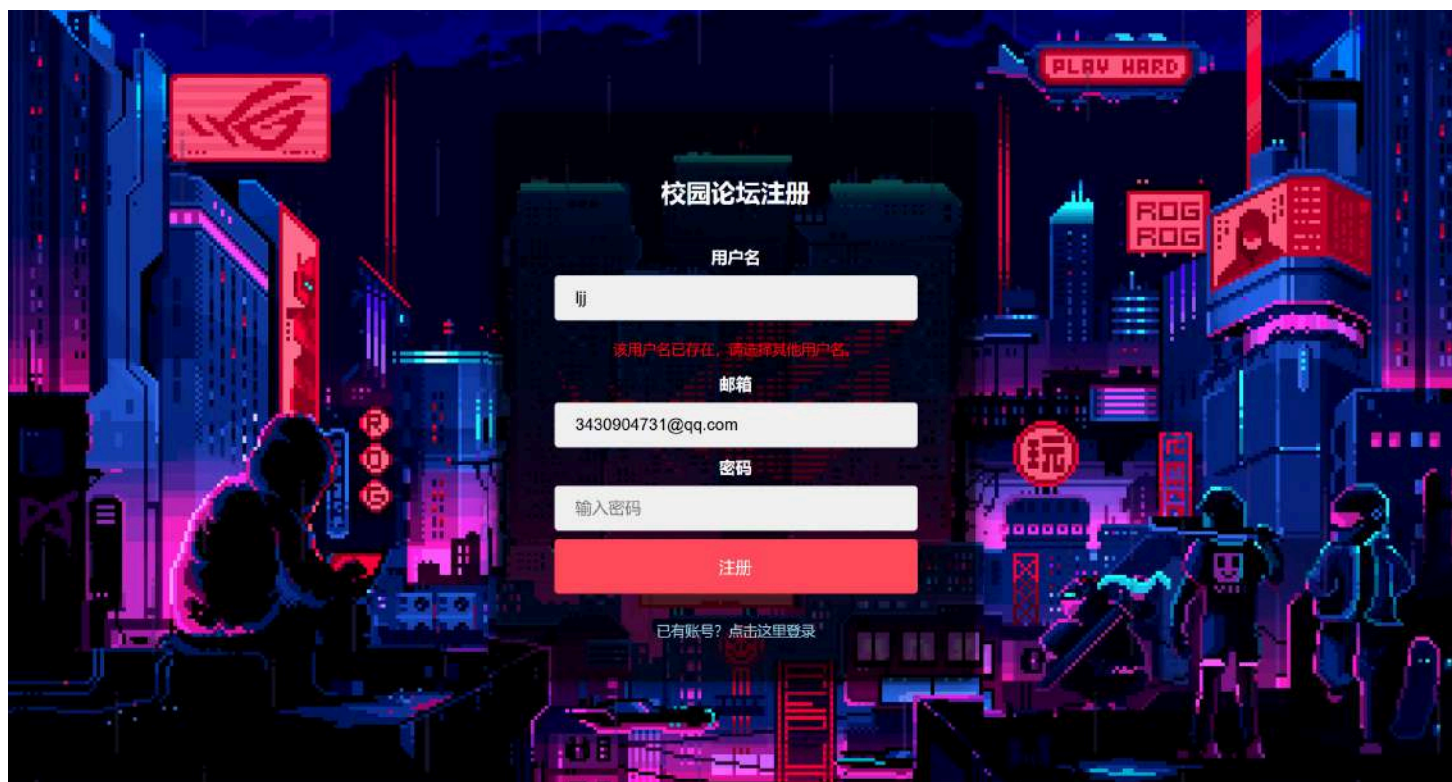 PLAY HARD
校园论坛注册
ROG
ROG
用户名
ljj
该用户名已存在，请选择其他用户名。
邮箱
3430904731@qq.com
R
O
G
玩
密码
输入密码
注册
已有账号？点击这里登录